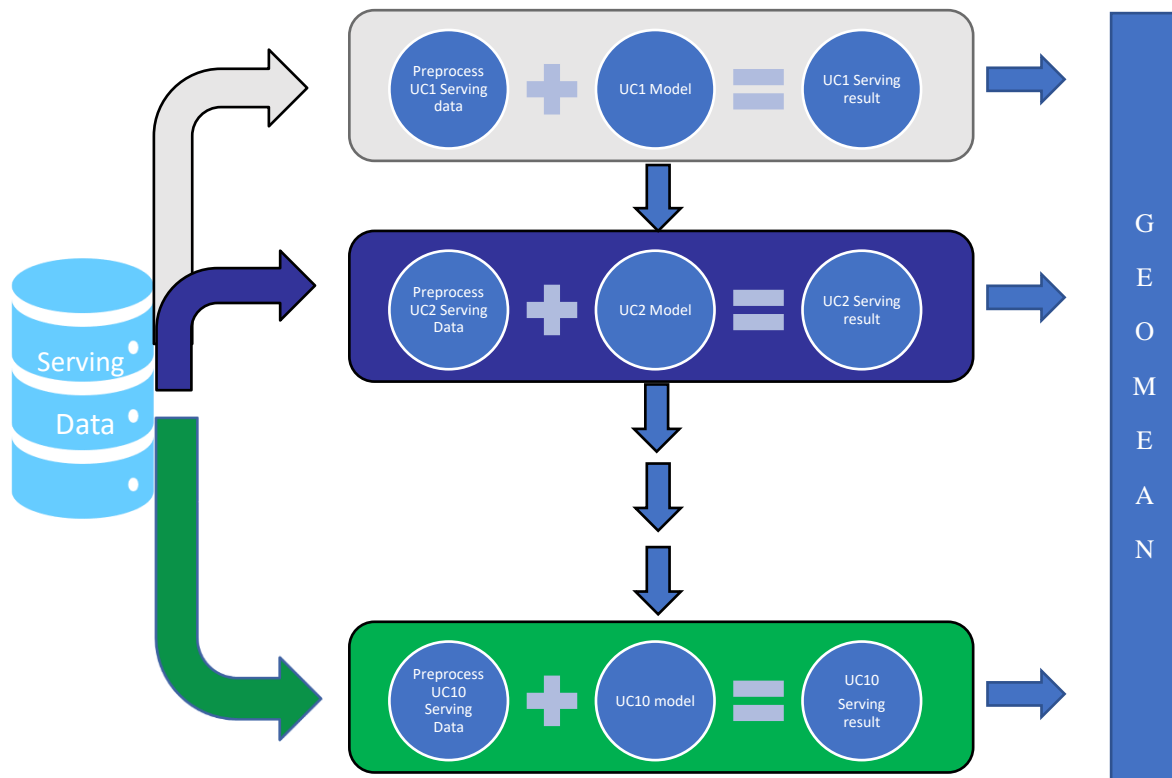 Preprocess
UC1 Serving
data
UC1 Model
UC1 Serving
result
Serving
Data
Preprocess
UC2 Serving
Data
UC2 Model
UC2 Serving
result
Preprocess
UC10
Serving
Data
UC10 model
UC10
Serving
result
G
E
O
M
E
A
N